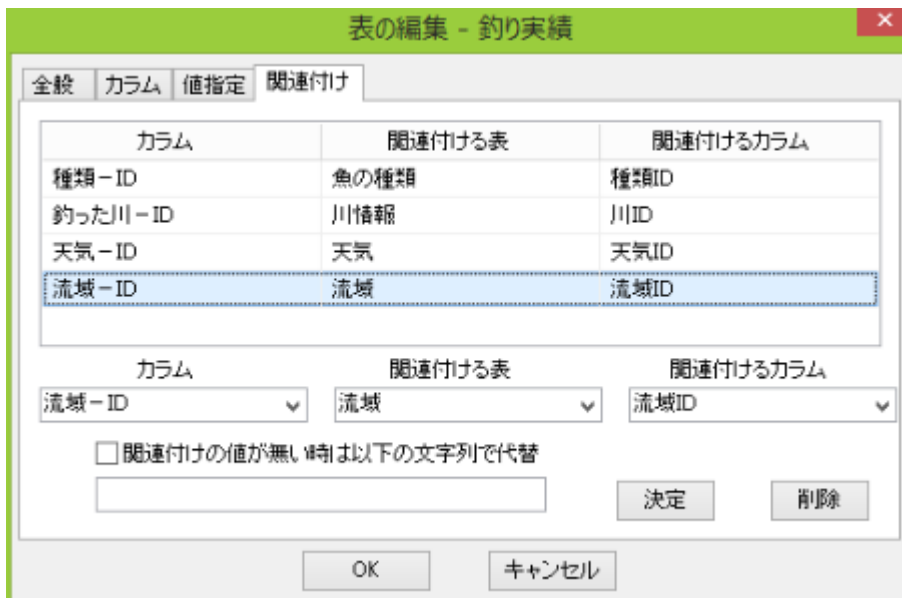 表の編集 - 釣り実績
全般 カラム 値指定 関連付け
カラム 関連付ける表 関連付けるカラム
種類－ID 魚の種類 種類ID
釣った川－ID 川情報 川ID
天気－ID 天気 天気ID
流域－ID 流域 流域ID
カラム 関連付ける表 関連付けるカラム
流域－ID 流域 流域ID
関連付けの値が無い時は以下の文字列で代替
決定 削除
OK キャンセル